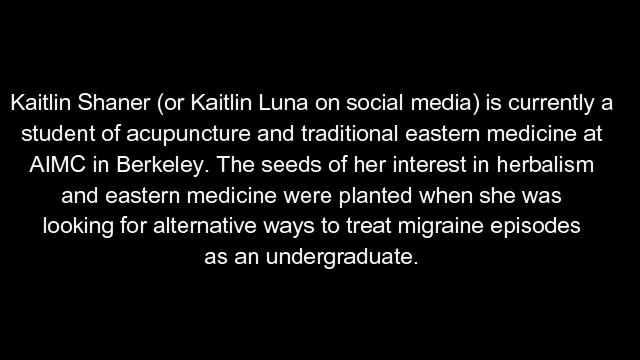 Kaitlin Shaner (or Kaitlin Luna on social media) is currently a
student of acupuncture and traditional eastern medicine at
AIMC in Berkeley. The seeds of her interest in herbalism
and eastern medicine were planted when she was
looking for alternative ways to treat migraine episodes
as an undergraduate.